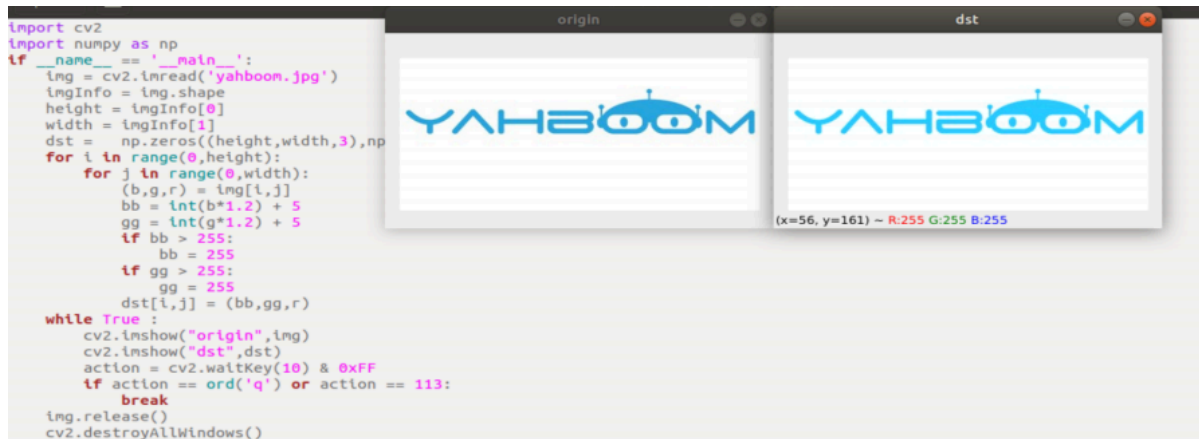 import cv2
import numpy as np
if __name__ == '__main__':
    img = cv2.imread('yahboom.jpg')
    imgInfo = img.shape
    height = imgInfo[0]
    width = imgInfo[1]
    dst =   np.zeros((height,width,3),np
    for i in range(0,height):
        for j in range(0,width):
            (b,g,r) = img[i,j]
            bb = int(b*1.2) + 5
            gg = int(g*1.2) + 5
            if bb > 255:
                bb = 255
            if gg > 255:
                gg = 255
            dst[i,j] = (bb,gg,r)
    while True :
        cv2.imshow("origin",img)
        cv2.imshow("dst",dst)
        action = cv2.waitKey(10) & 0xFF
        if action == ord('q') or action == 113:
            break
    img.release()
    cv2.destroyAllWindows()
origin
YAHBOOM
dst
YAHBOOM
(x=56, y=161) ~ R:255 G:255 B:255